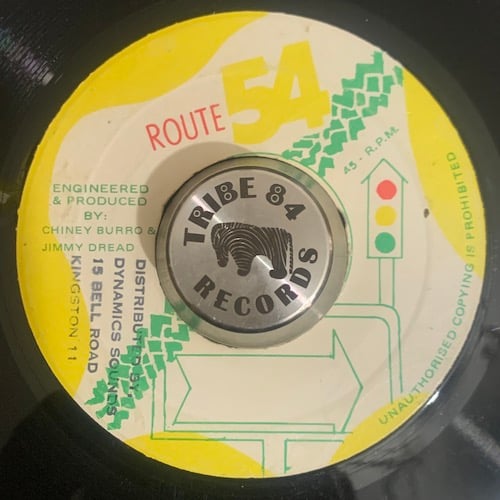 ROUTE 54
45 - R.P.M.
ENGINEERED
& PRODUCED
BY:
CHINEY BURRO &
JIMMY DREAD
DISTRIBUTED BY,
DYNAMICS SOUNDS
15 BELL ROAD
KINGSTON 11
TRIBE 84
RECORDS
UNAUTHORISED COPYING IS PROHIBITED